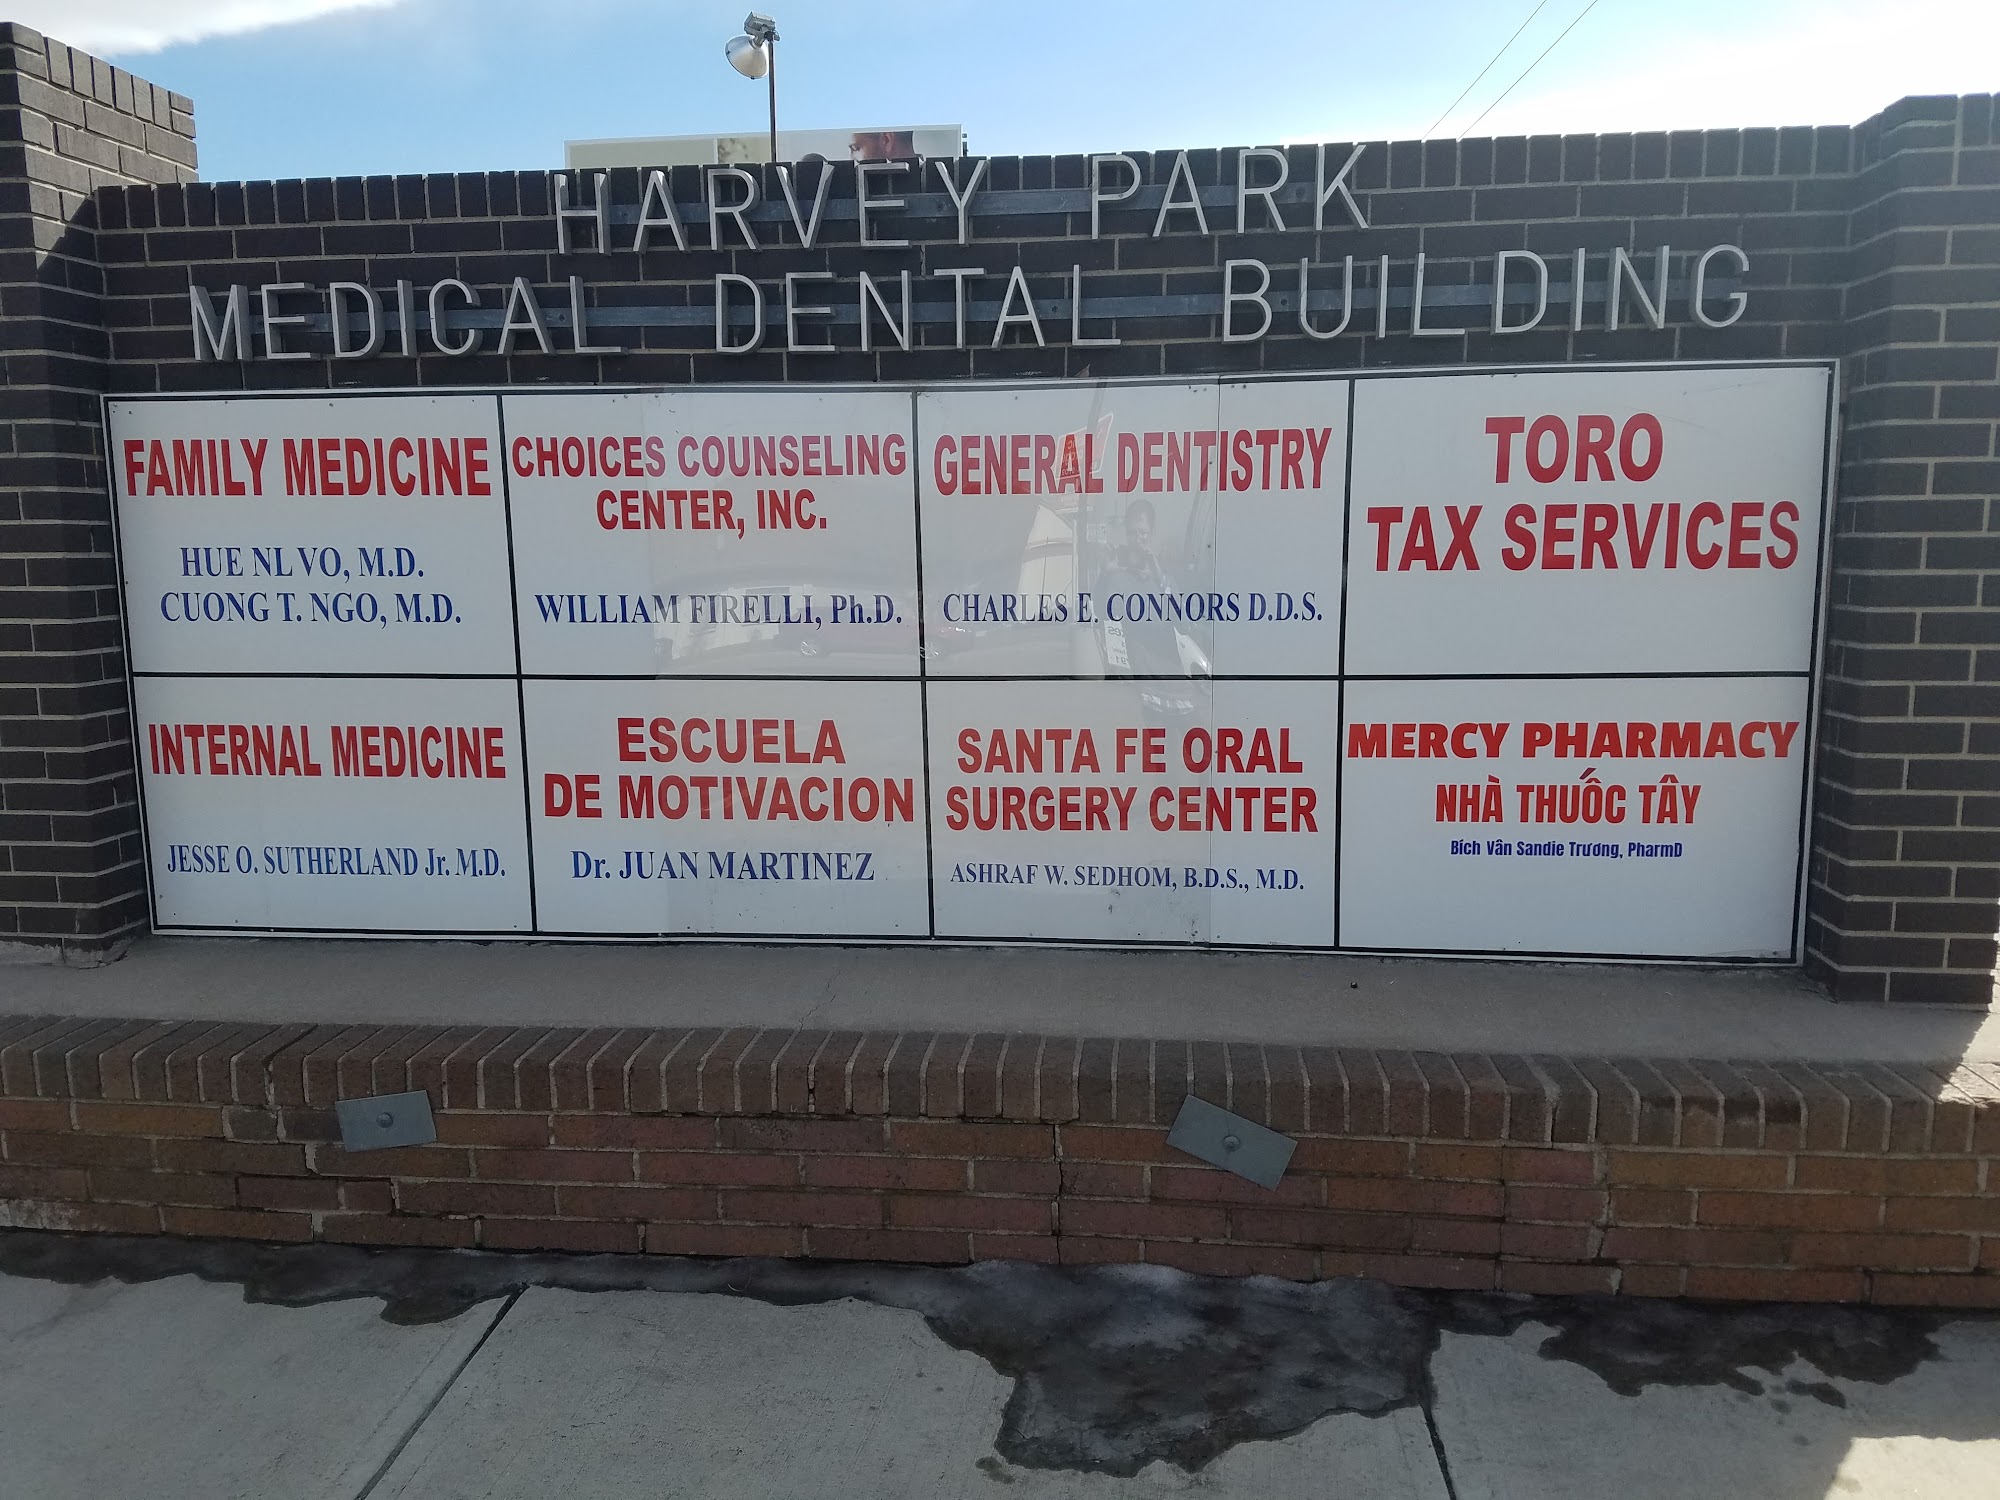 HARVEY PARK
MEDICAL DENTAL BUILDING
FAMILY MEDICINE
HUE NL VO, M.D.
CUONG T. NGO, M.D.
CHOICES COUNSELING
CENTER, INC.
WILLIAM FIRELLI, Ph.D.
GENERAL DENTISTRY
CHARLES E. CONNORS D.D.S.
TORO
TAX SERVICES
INTERNAL MEDICINE
JESSE O. SUTHERLAND Jr. M.D.
ESCUELA
DE MOTIVACION
Dr. JUAN MARTINEZ
SANTA FE ORAL
SURGERY CENTER
ASHRAF W. SEDHOM, B.D.S., M.D.
MERCY PHARMACY
NHÀ THUỐC TÂY
Bích Vân Sandie Trương, PharmD